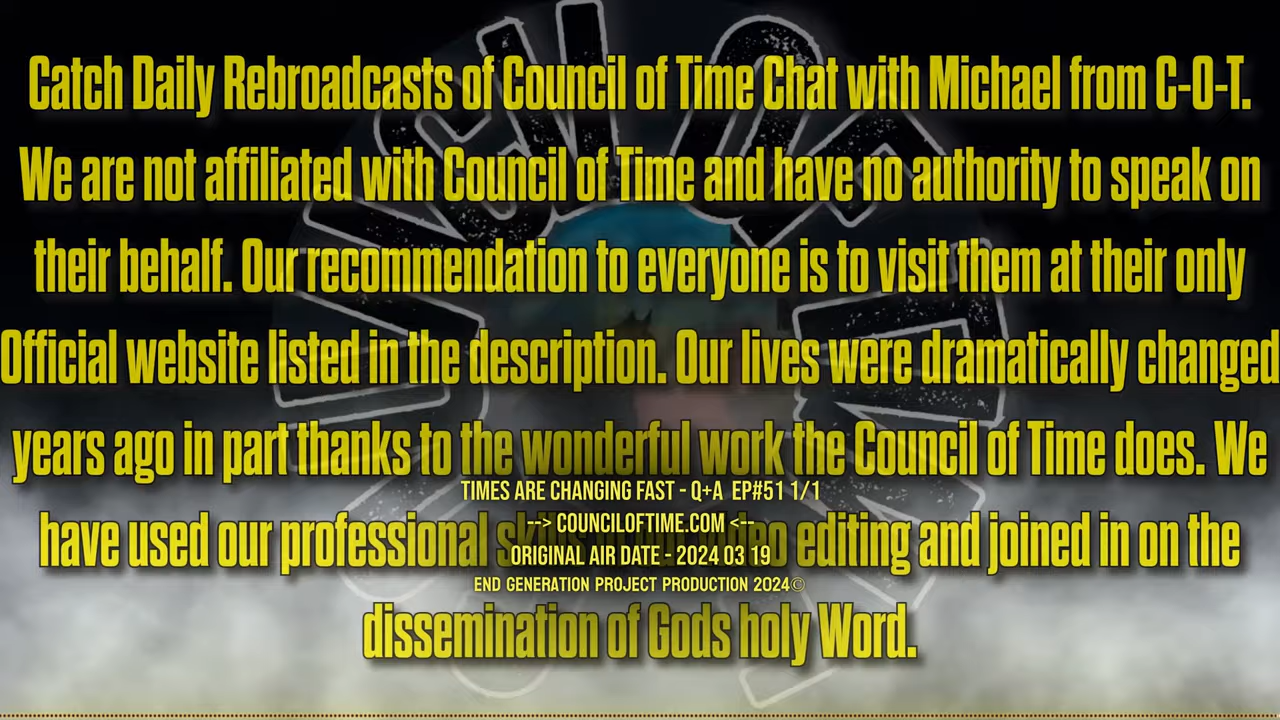 Catch Daily Rebroadcasts of Council of Time Chat with Michael from C-O-T.
We are not affiliated with Council of Time and have no authority to speak on
their behalf. Our recommendation to everyone is to visit them at their only
Official website listed in the description. Our lives were dramatically changed
years ago in part thanks to the wonderful work the Council of Time does. We
have used our professional editing and joined in on the
dissemination of Gods holy Word.
TIMES ARE CHANGING FAST - Q+A EP#51 1/1
--> COUNCILOFTIME.COM <--
ORIGINAL AIR DATE - 2024 03 19
END GENERATION PROJECT PRODUCTION 2024©